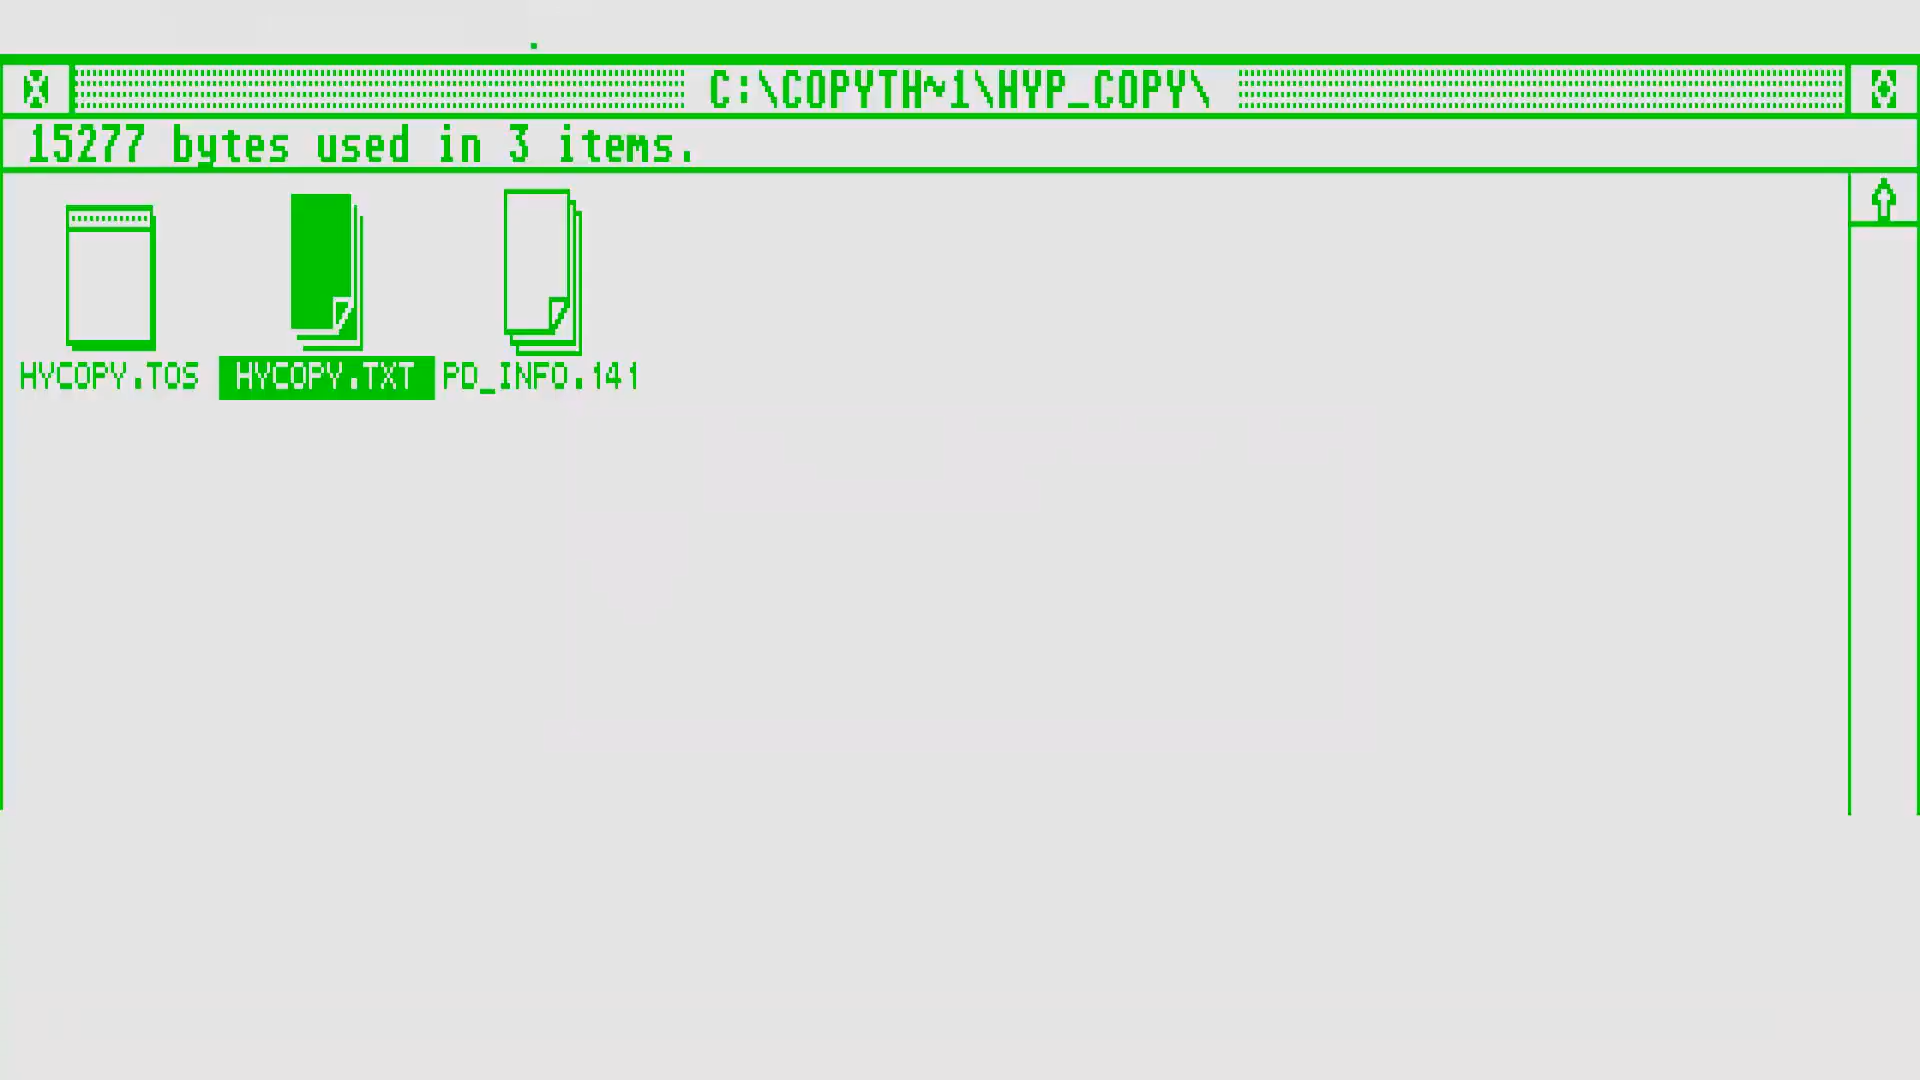 C:\COPYTH~1\HYP_COPY\
15277 bytes used in 3 items.
HYCOPY.TOS HYCOPY.TXT PD_INFO.141